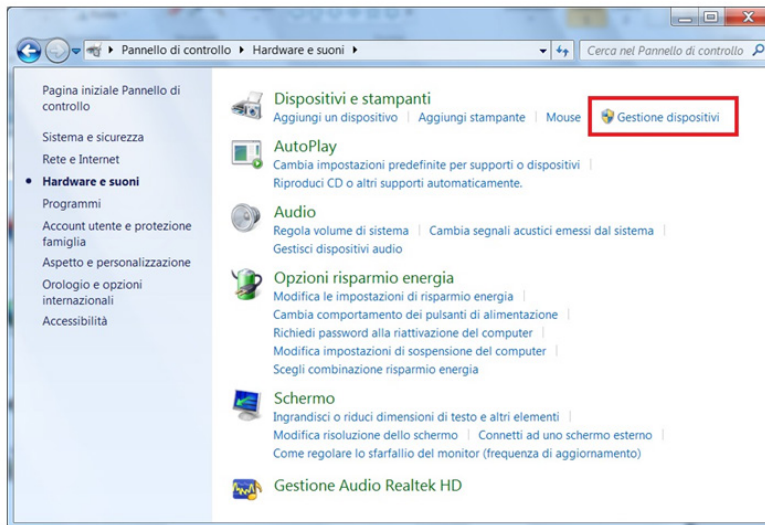 Pannello di controllo Hardware e suoni
Cerca nel Pannello di controllo
Pagina iniziale Pannello di
controllo
Sistema e sicurezza
Rete e Internet
Hardware e suoni
Programmi
Account utente e protezione
famiglia
Aspetto e personalizzazione
Orologio e opzioni
internazionali
Accessibilità
Dispositivi e stampanti
Aggiungi un dispositivo | Aggiungi stampante | Mouse Gestione dispositivi
AutoPlay
Cambia impostazioni predefinite per supporti o dispositivi |
Riproduci CD o altri supporti automaticamente.
Audio
Regola volume di sistema | Cambia segnali acustici emessi dal sistema |
Gestisci dispositivi audio
Opzioni risparmio energia
Modifica le impostazioni di risparmio energia |
Cambia comportamento dei pulsanti di alimentazione |
Richiedi password alla riattivazione del computer |
Modifica impostazioni di sospensione del computer |
Scegli combinazione risparmio energia
Schermo
Ingrandisci o riduci dimensioni di testo e altri elementi |
Modifica risoluzione dello schermo | Connetti ad uno schermo esterno |
Come regolare lo sfarfallio del monitor (frequenza di aggiornamento)
Gestione Audio Realtek HD